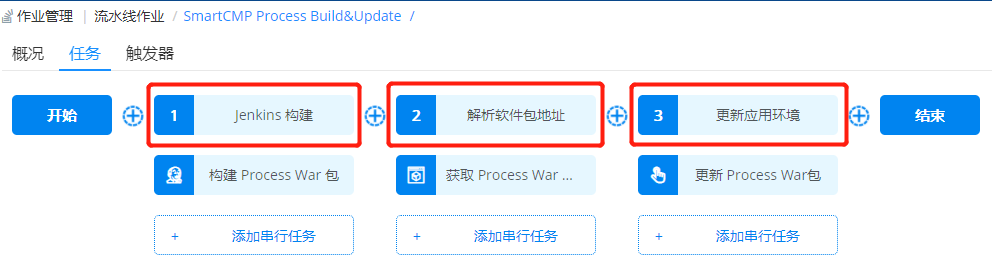 作业管理 | 流水线作业 / SmartCMP Process Build&Update /
概况 任务 触发器
开始 1 Jenkins 构建 2 解析软件包地址 3 更新应用环境 结束
构建 Process War 包 获取 Process War ... 更新 Process War包
+ 添加串行任务 + 添加串行任务 + 添加串行任务